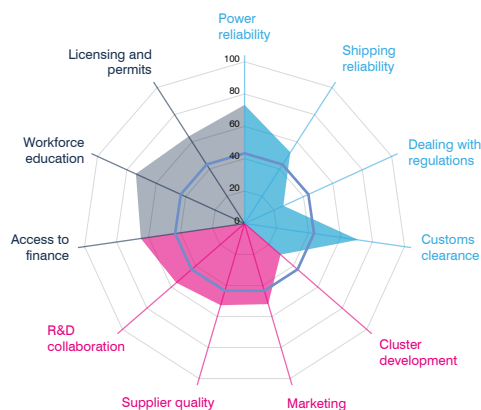 Power
reliability
Licensing and
permits
Shipping
reliability
100
80
60
40
20
0
Workforce
education
Dealing with
regulations
Access to
finance
Customs
clearance
R&D
collaboration
Cluster
development
Supplier quality
Marketing